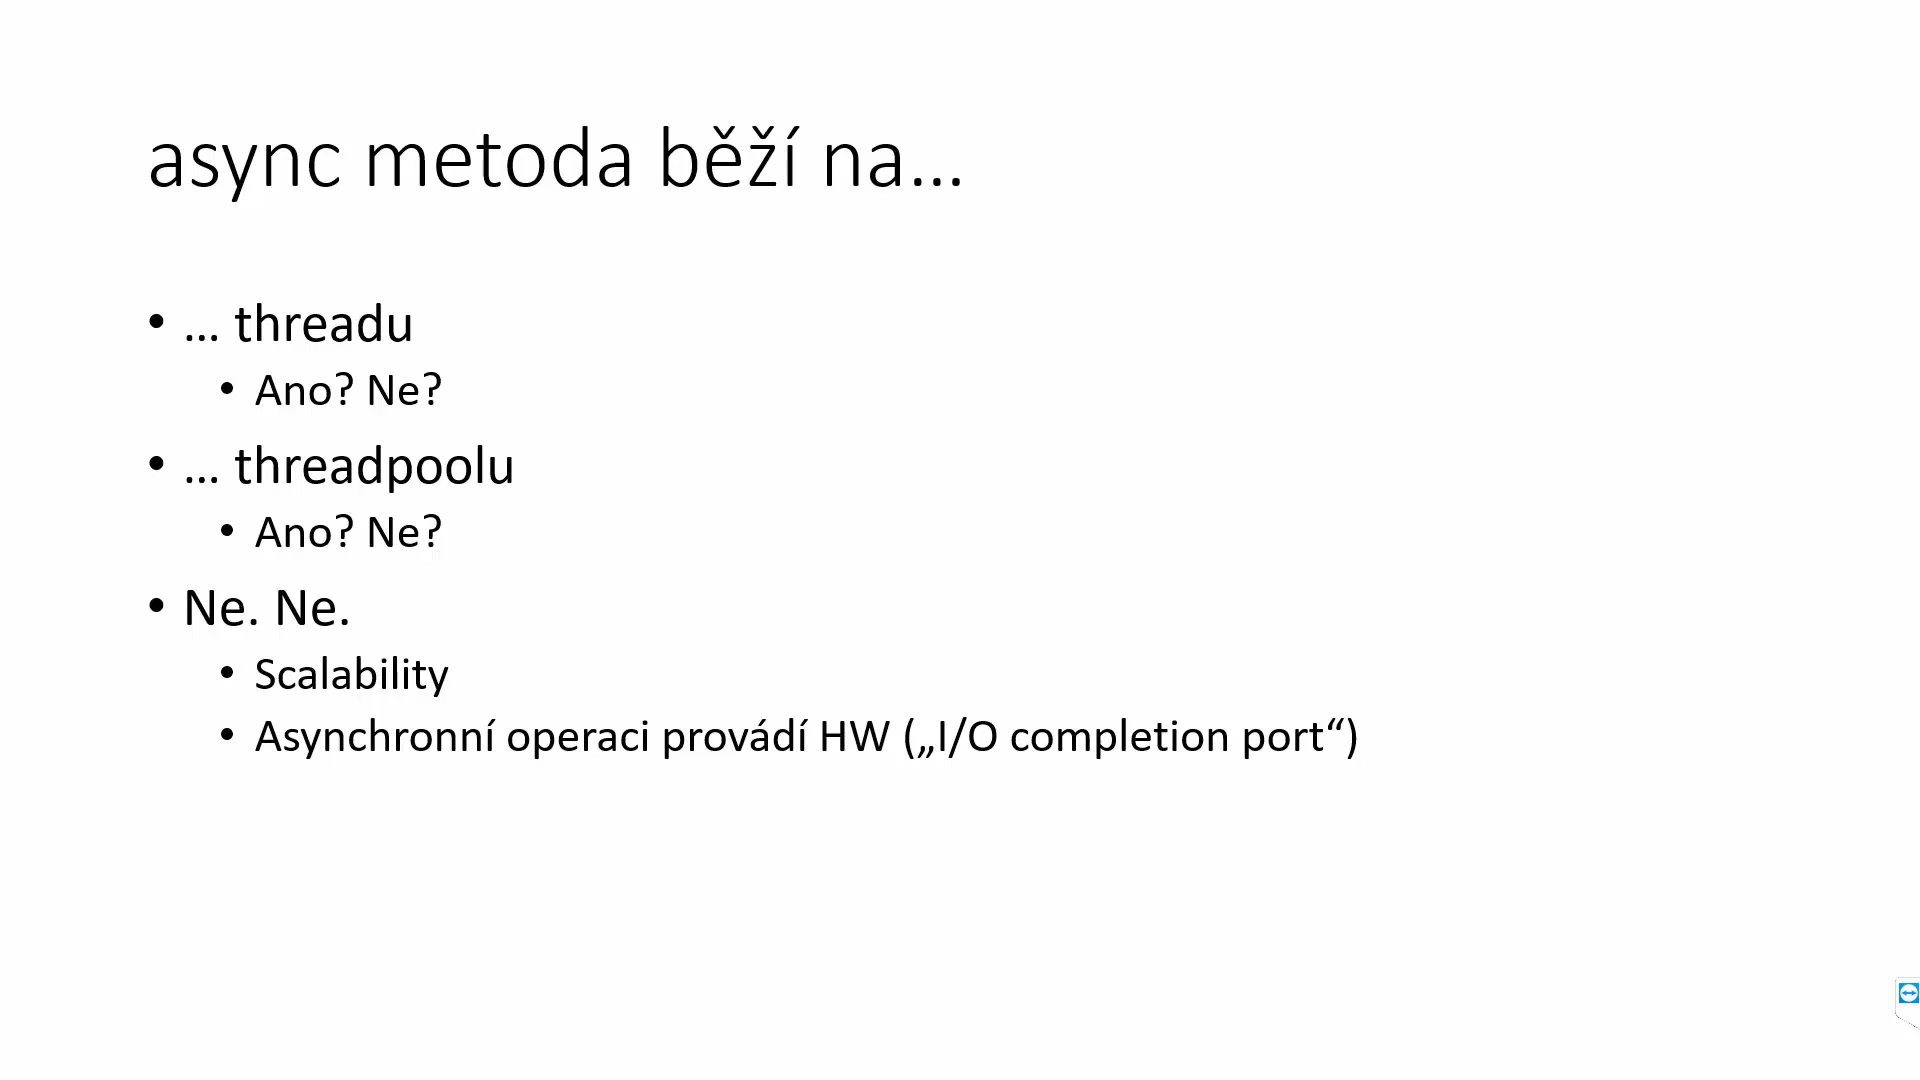 async metoda běží na…
• … threadu
• Ano? Ne?
• … threadpoolu
• Ano? Ne?
• Ne. Ne.
• Scalability
• Asynchronní operaci provádí HW („I/O completion port“)